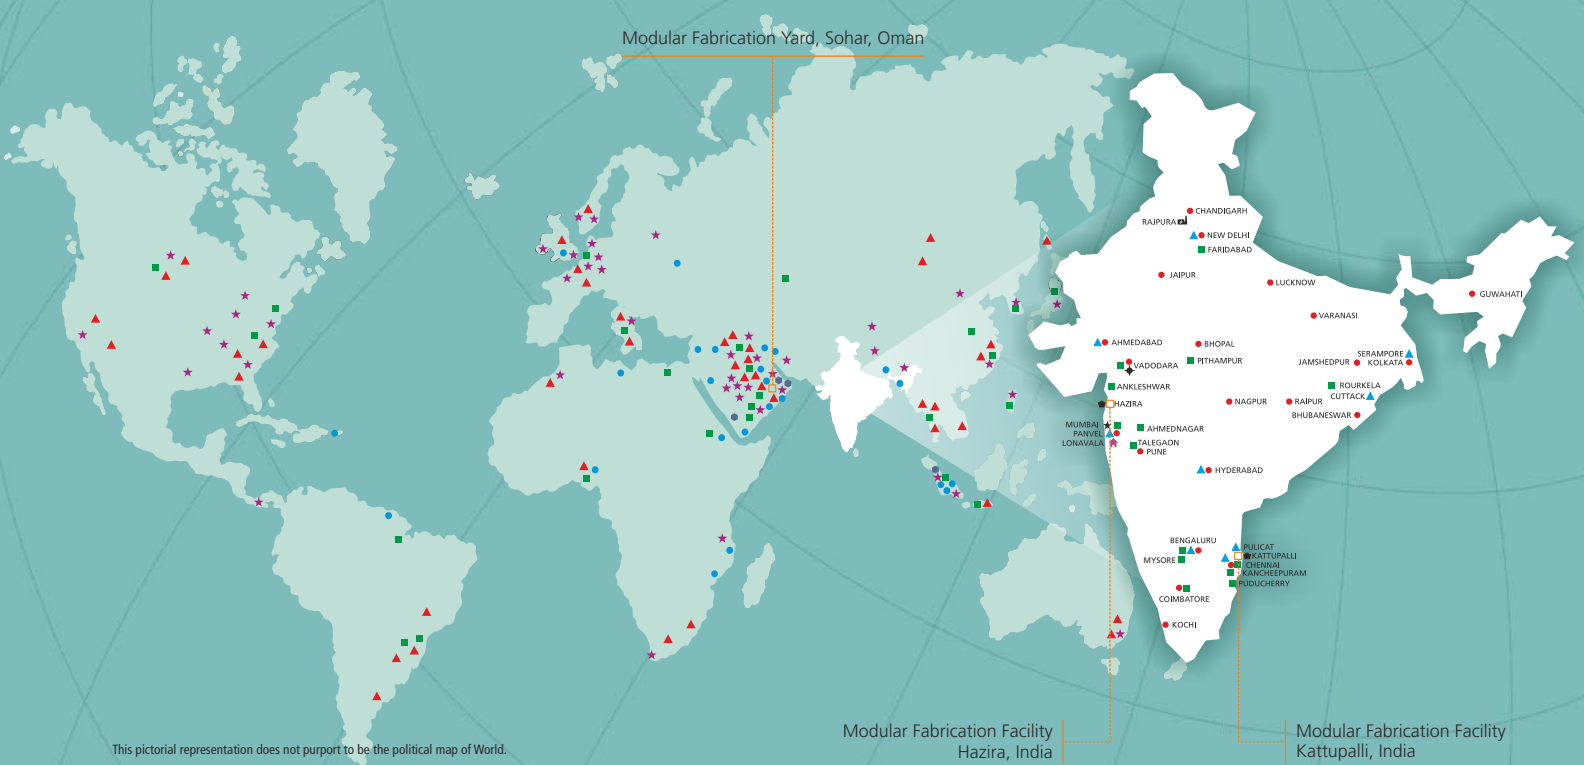 Modular Fabrication Yard, Sohar, Oman
CHANDIGARH
RAJPURA
NEW DELHI
FARIDABAD
JAIPUR
LUCKNOW
GUWAHATI
VARANASI
AHMEDABAD
BHOPAL
SERAMPORE
VADODARA
PITHAMPUR
JAMSHEDPUR
KOLKATA
ANKLESHWAR
ROURKELA
CUTTACK
HAZIRA
NAGPUR
RAIPUR
BHUBANESWAR
MUMBAI
AHMEDNAGAR
PANVEL
LONAVALA
TALEGAON
PUNE
HYDERABAD
BENGALURU
PULICAT
KATTUPALLI
MYSORE
CHENNAI
KANCHEEPURAM
PUDUCHERRY
COIMBATORE
KOCHI
Modular Fabrication Facility
Hazira, India
Modular Fabrication Facility
Kattupalli, India
This pictorial representation does not purport to be the political map of World.